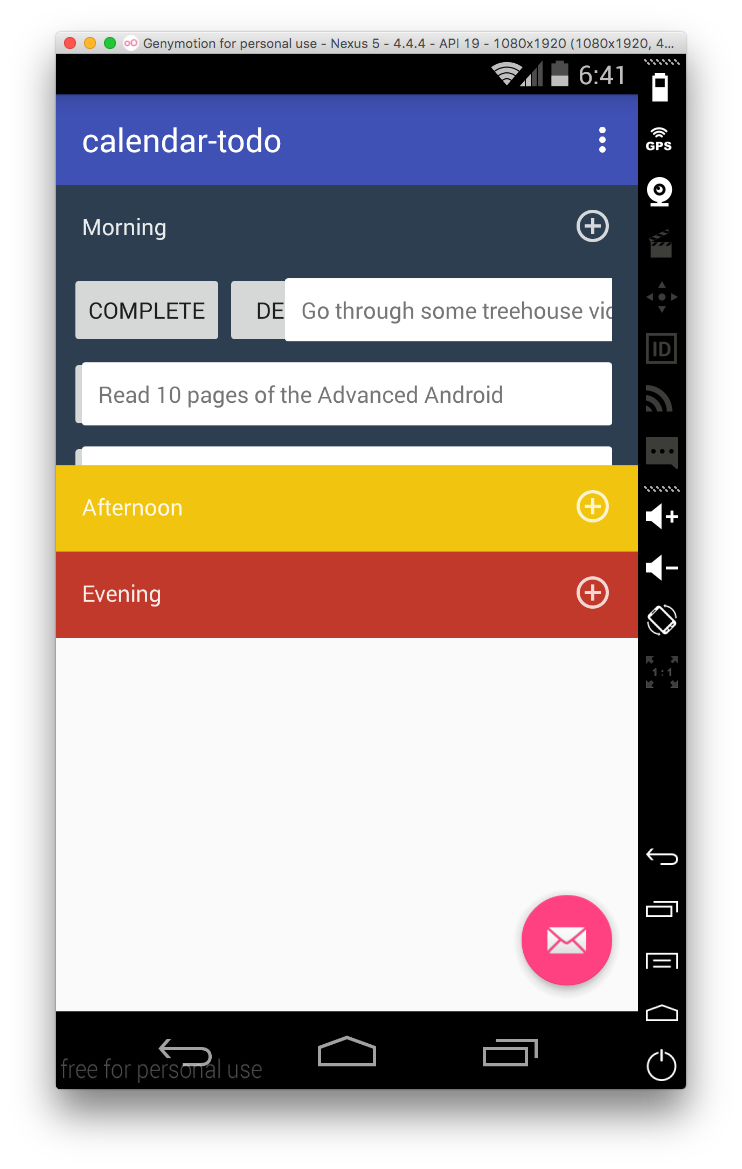 Genymotion for personal use - Nexus 5 - 4.4.4 - API 19 - 1080x1920 (1080x1920, 4...
6:41
calendar-todo
GPS
Morning
COMPLETE DE Go through some treehouse vid
ID
Read 10 pages of the Advanced Android
Afternoon
Evening
1:1
free for personal use